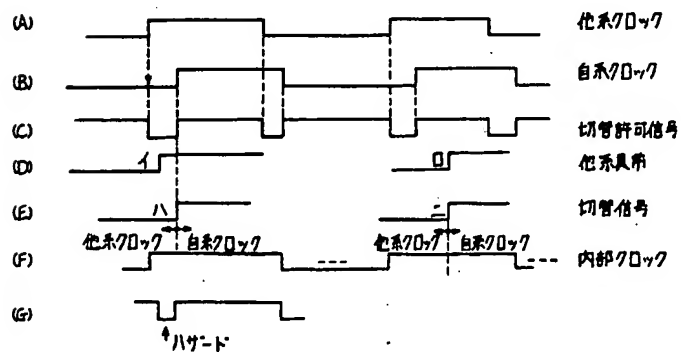 (A) 他系クロック
(B) 自系クロック
(C) 切替許可信号
(D) イ ロ 他系異常
(E) ハ ニ 切替信号
他系クロック 自系クロック 他系クロック 自系クロック
(F) 内部クロック
(G)
ハザード